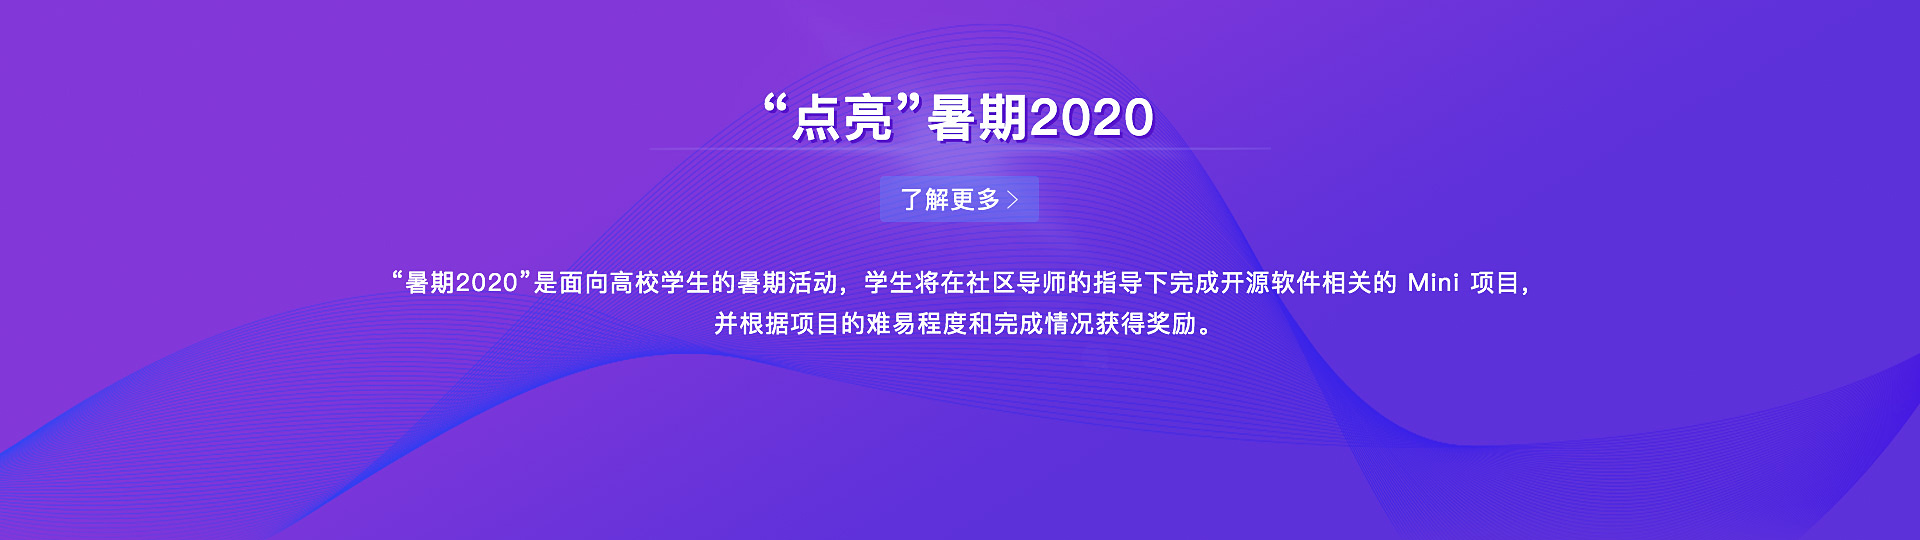 “点亮”暑期2020
了解更多>
“暑期2020”是面向高校学生的暑期活动，学生将在社区导师的指导下完成开源软件相关的 Mini 项目，
并根据项目的难易程度和完成情况获得奖励。